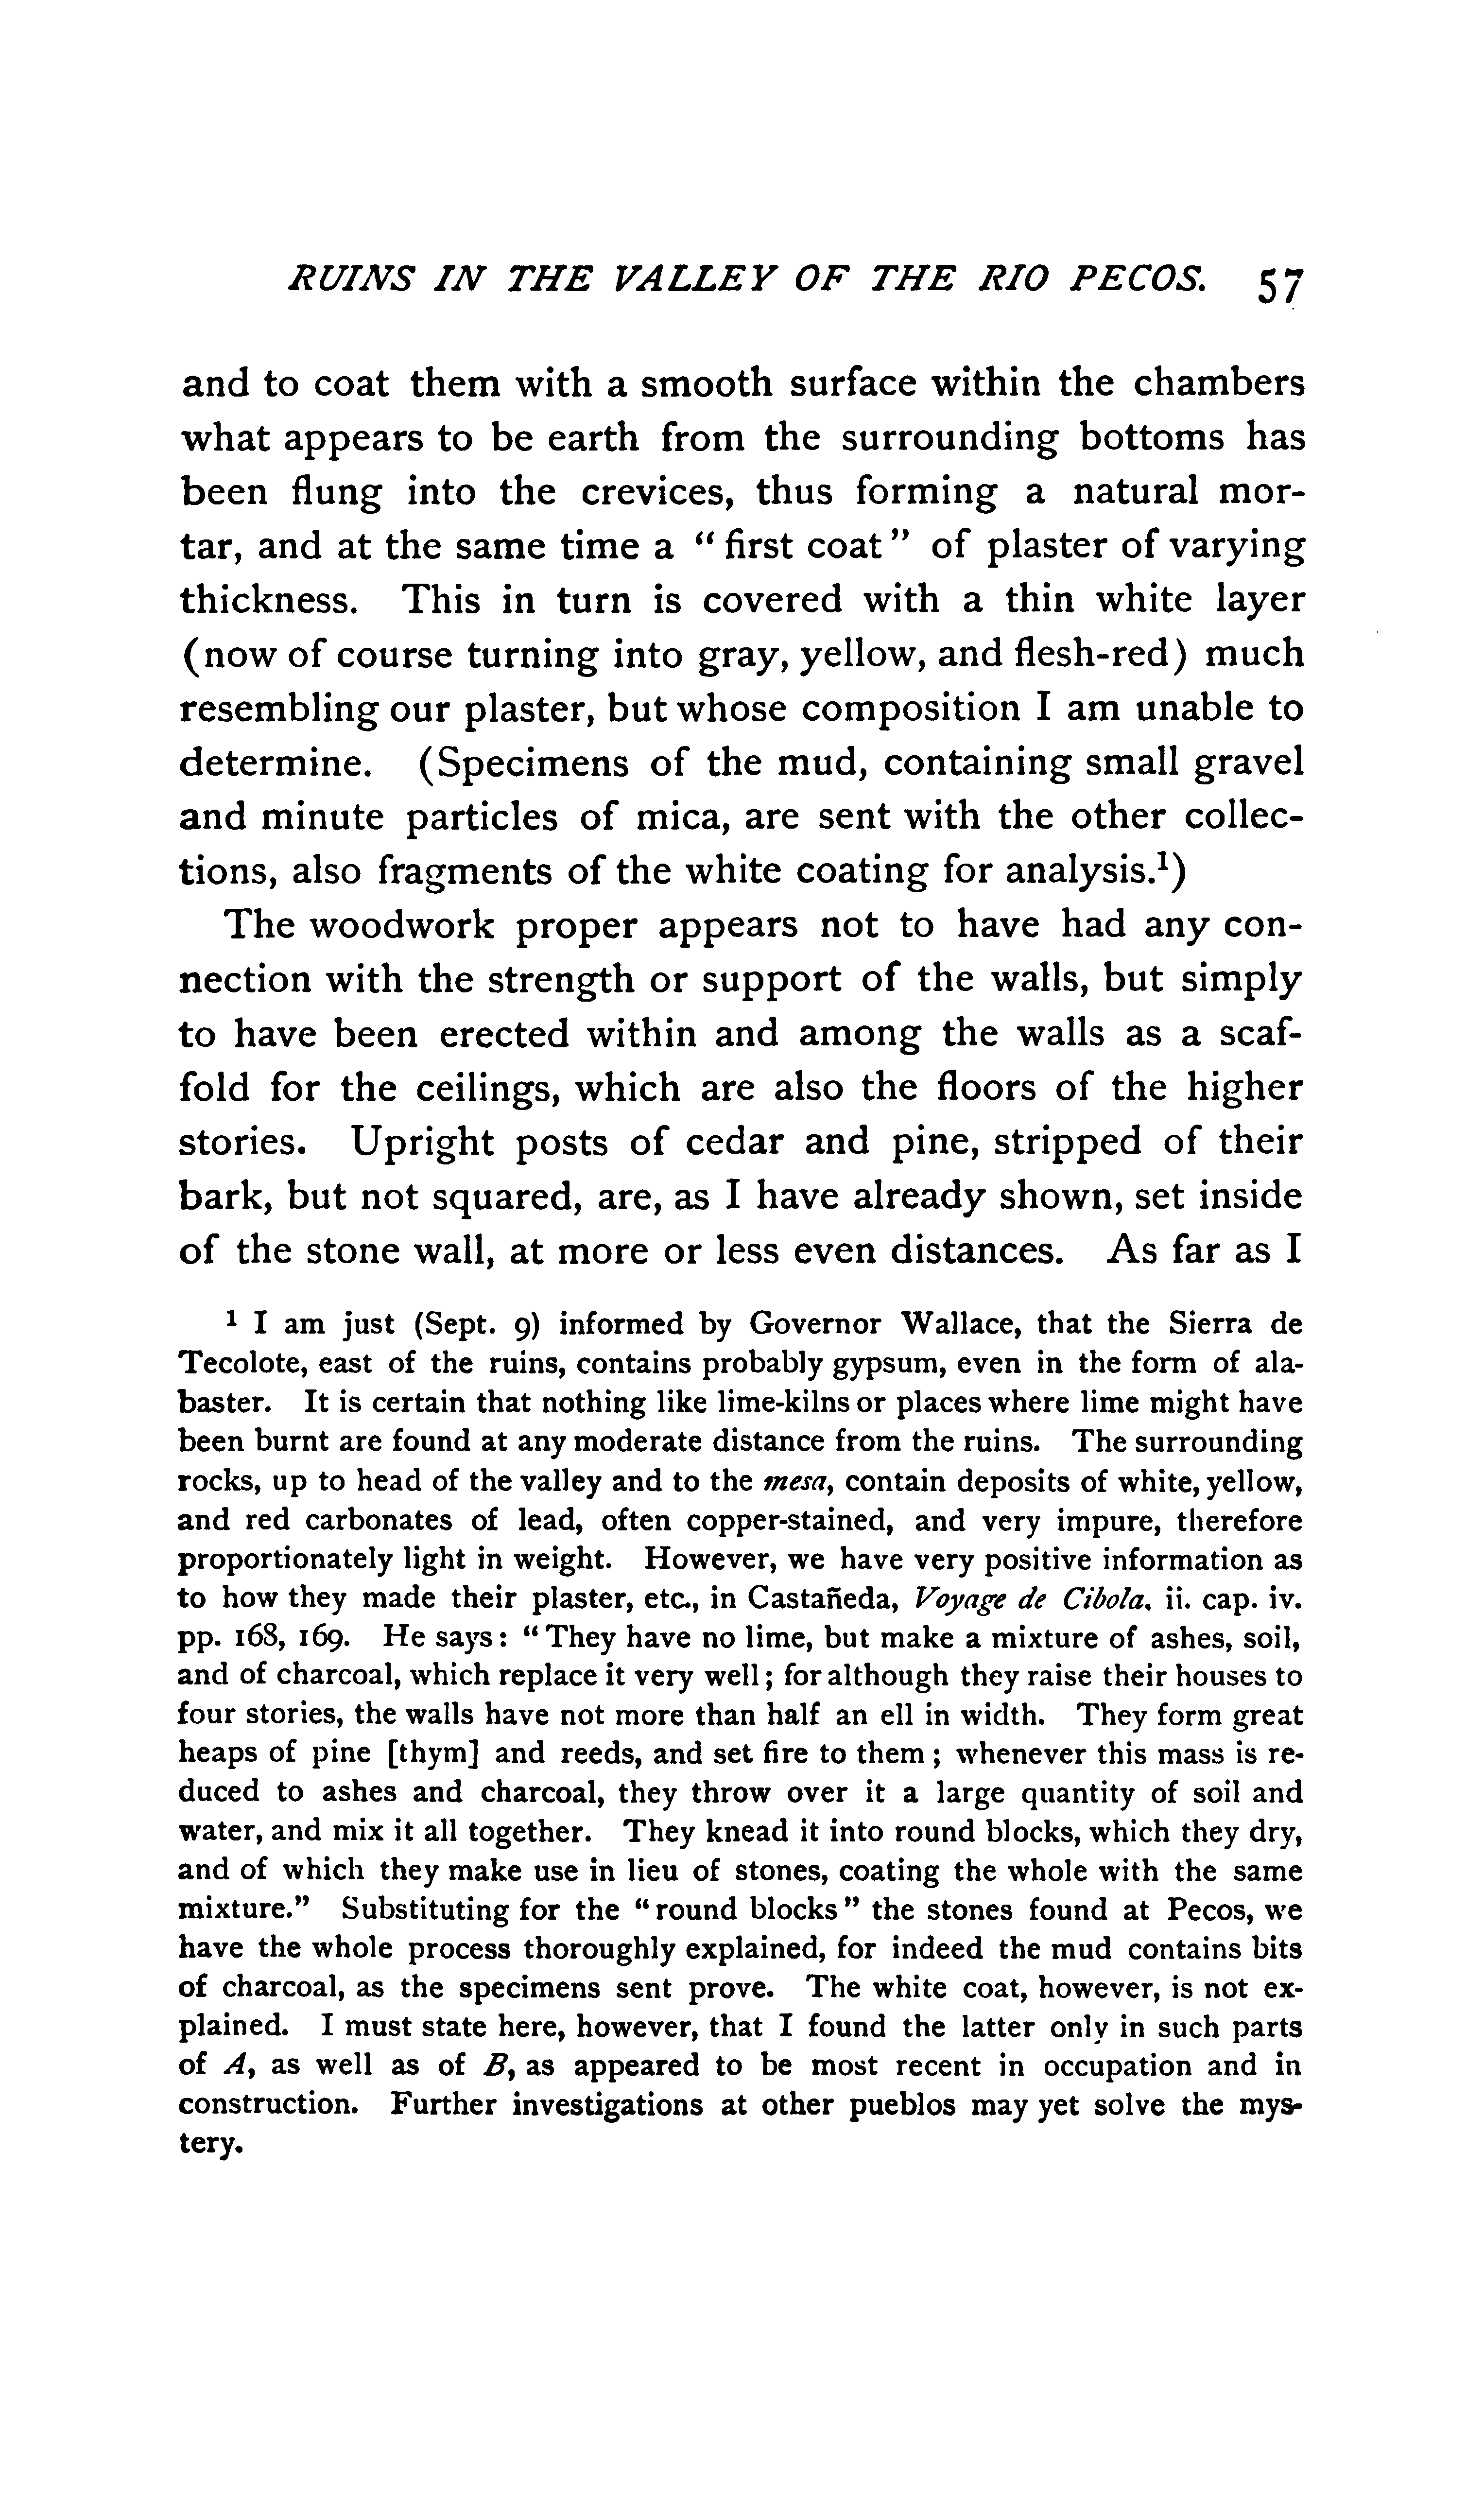 RUINS IN THE VALLEY OF THE RIO PECOS. 57
and to coat them with a smooth surface within the chambers
what appears to be earth from the surrounding bottoms has
been flung into the crevices, thus forming a natural mor-
tar, and at the same time a "first coat" of plaster of varying
thickness. This in turn is covered with a thin white layer
(now of course turning into gray, yellow, and flesh-red) much
resembling our plaster, but whose composition I am unable to
determine. (Specimens of the mud, containing small gravel
and minute particles of mica, are sent with the other collec-
tions, also fragments of the white coating for analysis.¹)
The woodwork proper appears not to have had any con-
nection with the strength or support of the walls, but simply
to have been erected within and among the walls as a scaf-
fold for the ceilings, which are also the floors of the higher
stories. Upright posts of cedar and pine, stripped of their
bark, but not squared, are, as I have already shown, set inside
of the stone wall, at more or less even distances. As far as I
¹ I am just (Sept. 9) informed by Governor Wallace, that the Sierra de
Tecolote, east of the ruins, contains probably gypsum, even in the form of ala-
baster. It is certain that nothing like lime-kilns or places where lime might have
been burnt are found at any moderate distance from the ruins. The surrounding
rocks, up to head of the valley and to the mesa, contain deposits of white, yellow,
and red carbonates of lead, often copper-stained, and very impure, therefore
proportionately light in weight. However, we have very positive information as
to how they made their plaster, etc., in Castañeda, Voyage de Cibola. ii. cap. iv.
pp. 168, 169. He says: "They have no lime, but make a mixture of ashes, soil,
and of charcoal, which replace it very well; for although they raise their houses to
four stories, the walls have not more than half an ell in width. They form great
heaps of pine [thym] and reeds, and set fire to them; whenever this mass is re-
duced to ashes and charcoal, they throw over it a large quantity of soil and
water, and mix it all together. They knead it into round blocks, which they dry,
and of which they make use in lieu of stones, coating the whole with the same
mixture." Substituting for the "round blocks" the stones found at Pecos, we
have the whole process thoroughly explained, for indeed the mud contains bits
of charcoal, as the specimens sent prove. The white coat, however, is not ex-
plained. I must state here, however, that I found the latter only in such parts
of A, as well as of B, as appeared to be most recent in occupation and in
construction. Further investigations at other pueblos may yet solve the mys-
tery.